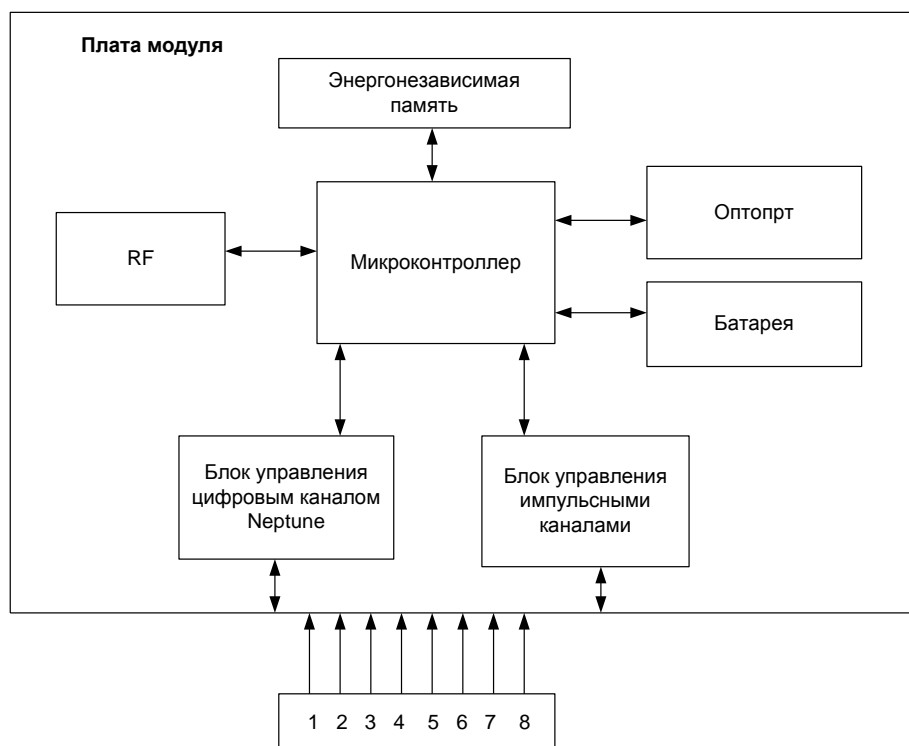 Плата модуля
Энергонезависимая
память
Оптопрт
RF
Микроконтроллер
Батарея
Блок управления
цифровым каналом
Neptune
Блок управления
импульсными
каналами
1 2 3 4 5 6 7 8